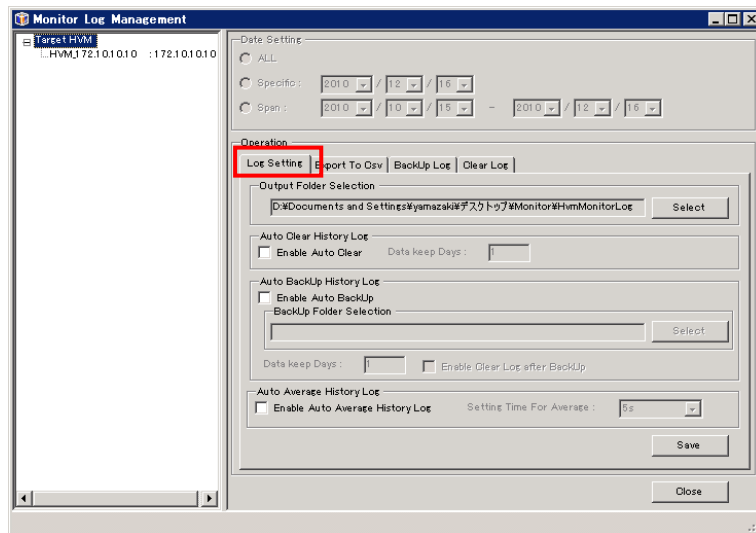 Monitor Log Management
Target HVM
HVM_172.10.10.10 : 172.10.10.10
Date Setting
ALL
Specific : 2010 / 12 / 16
Span : 2010 / 10 / 15 - 2010 / 12 / 16
Operation
Log Setting Export To Csv BackUp Log Clear Log
Output Folder Selection
D:¥Documents and Settings¥yamazaki¥デスクトップ¥Monitor¥HvmMonitorLog Select
Auto Clear History Log
Enable Auto Clear Data keep Days : 1
Auto BackUp History Log
Enable Auto BackUp
BackUp Folder Selection
Select
Data keep Days : 1 Enable Clear Log after BackUp
Auto Average History Log
Enable Auto Average History Log Setting Time For Average : 5s
Save
Close